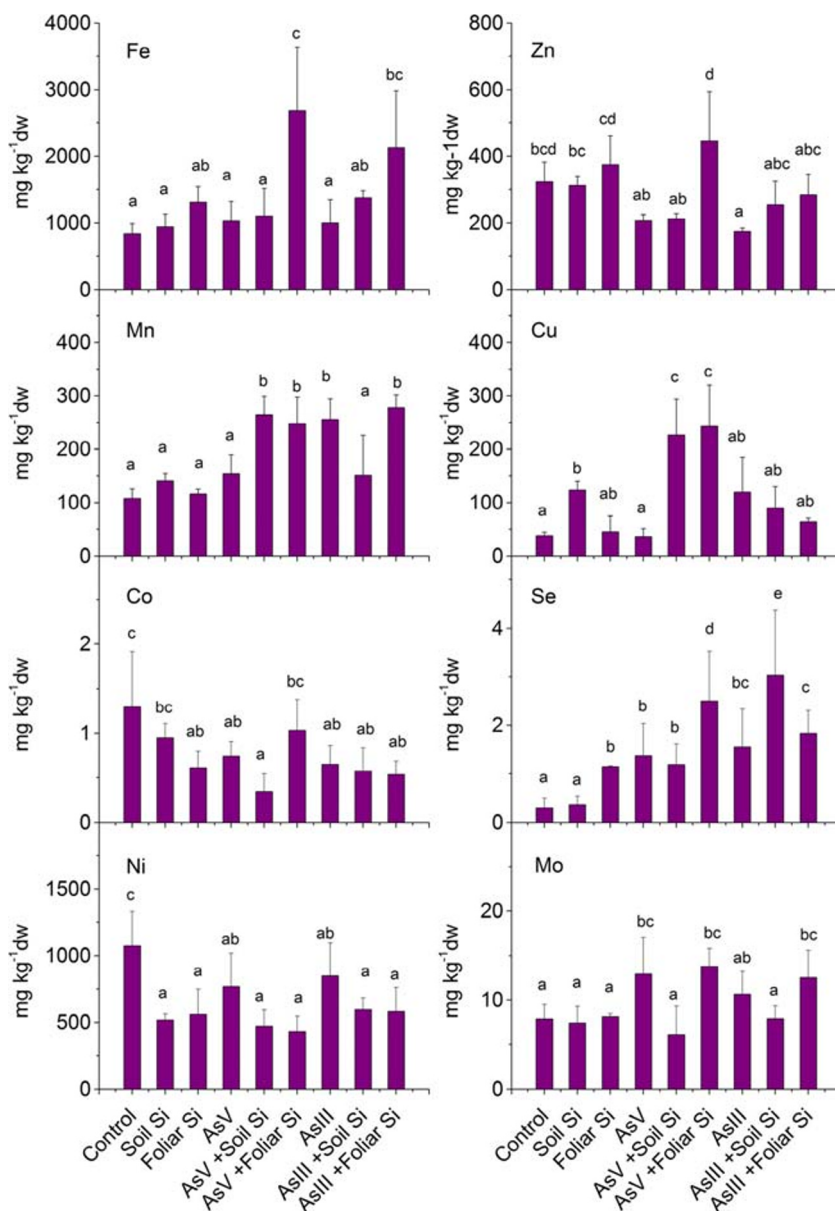 Fe
mg kg-1dw
4000
3000
2000
1000
0
a
a
ab
a
a
c
a
ab
bc
Zn
mg kg-1dw
800
600
400
200
0
bcd
bc
cd
ab
ab
d
a
abc
abc
Mn
mg kg-1dw
400
300
200
100
0
a
a
a
a
b
b
b
a
b
Cu
mg kg-1dw
400
300
200
100
0
a
b
ab
a
c
c
ab
ab
ab
Co
mg kg-1dw
2
1
0
c
bc
ab
ab
a
bc
ab
ab
ab
Se
mg kg-1dw
4
2
0
a
a
b
b
b
d
bc
e
c
Ni
mg kg-1dw
1500
1000
500
0
c
a
a
ab
a
a
ab
a
a
Mo
mg kg-1dw
20
10
0
a
a
a
bc
a
bc
ab
a
bc
Control
Soil Si
Foliar Si
AsV
AsV +Soil Si
AsV +Foliar Si
AsIII
AsIII +Soil Si
AsIII +Foliar Si
Control
Soil Si
Foliar Si
AsV
AsV +Soil Si
AsV +Foliar Si
AsIII
AsIII +Soil Si
AsIII +Foliar Si